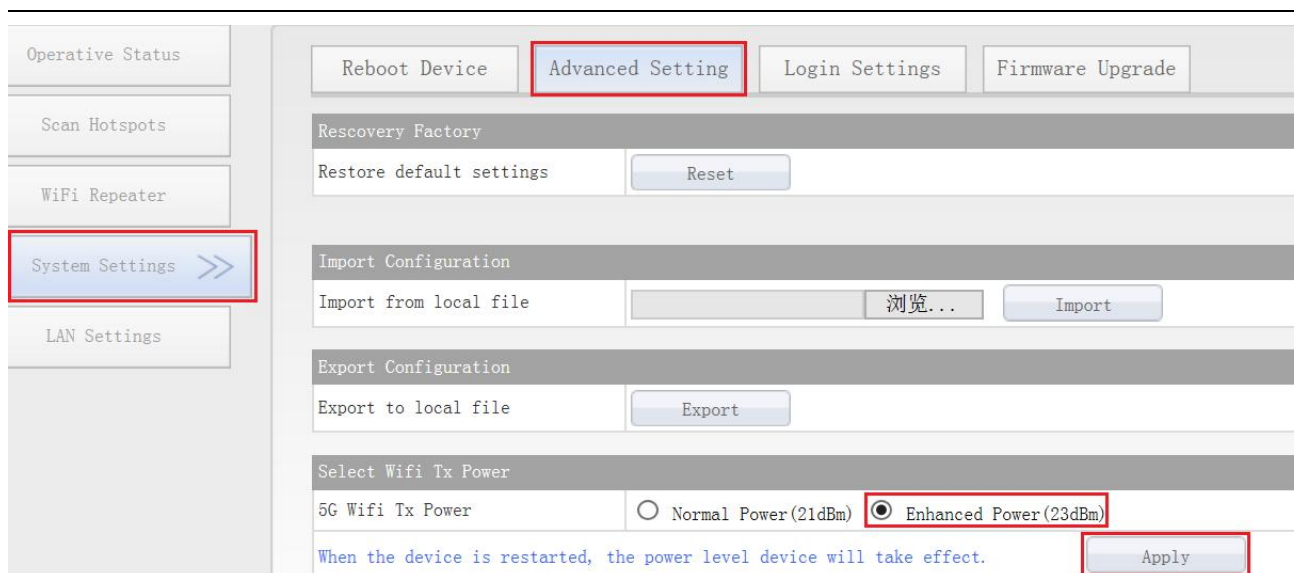 Operative Status
Scan Hotspots
WiFi Repeater
System Settings >>
LAN Settings
Reboot Device Advanced Setting Login Settings Firmware Upgrade
Rescovery Factory
Restore default settings Reset
Import Configuration
Import from local file 浏览... Import
Export Configuration
Export to local file Export
Select Wifi Tx Power
5G Wifi Tx Power Normal Power(21dBm) Enhanced Power(23dBm)
When the device is restarted, the power level device will take effect. Apply